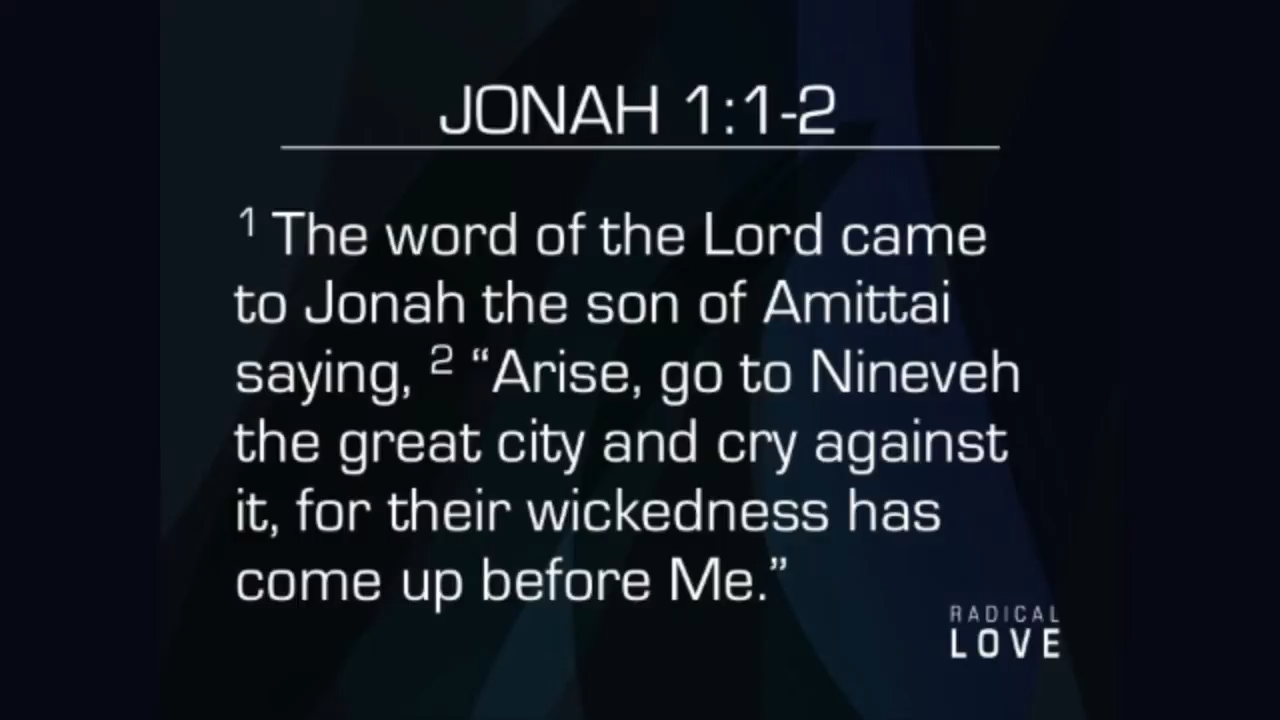 JONAH 1:1-2
¹ The word of the Lord came
to Jonah the son of Amittai
saying, ² “Arise, go to Nineveh
the great city and cry against
it, for their wickedness has
come up before Me.”
RADICAL
LOVE